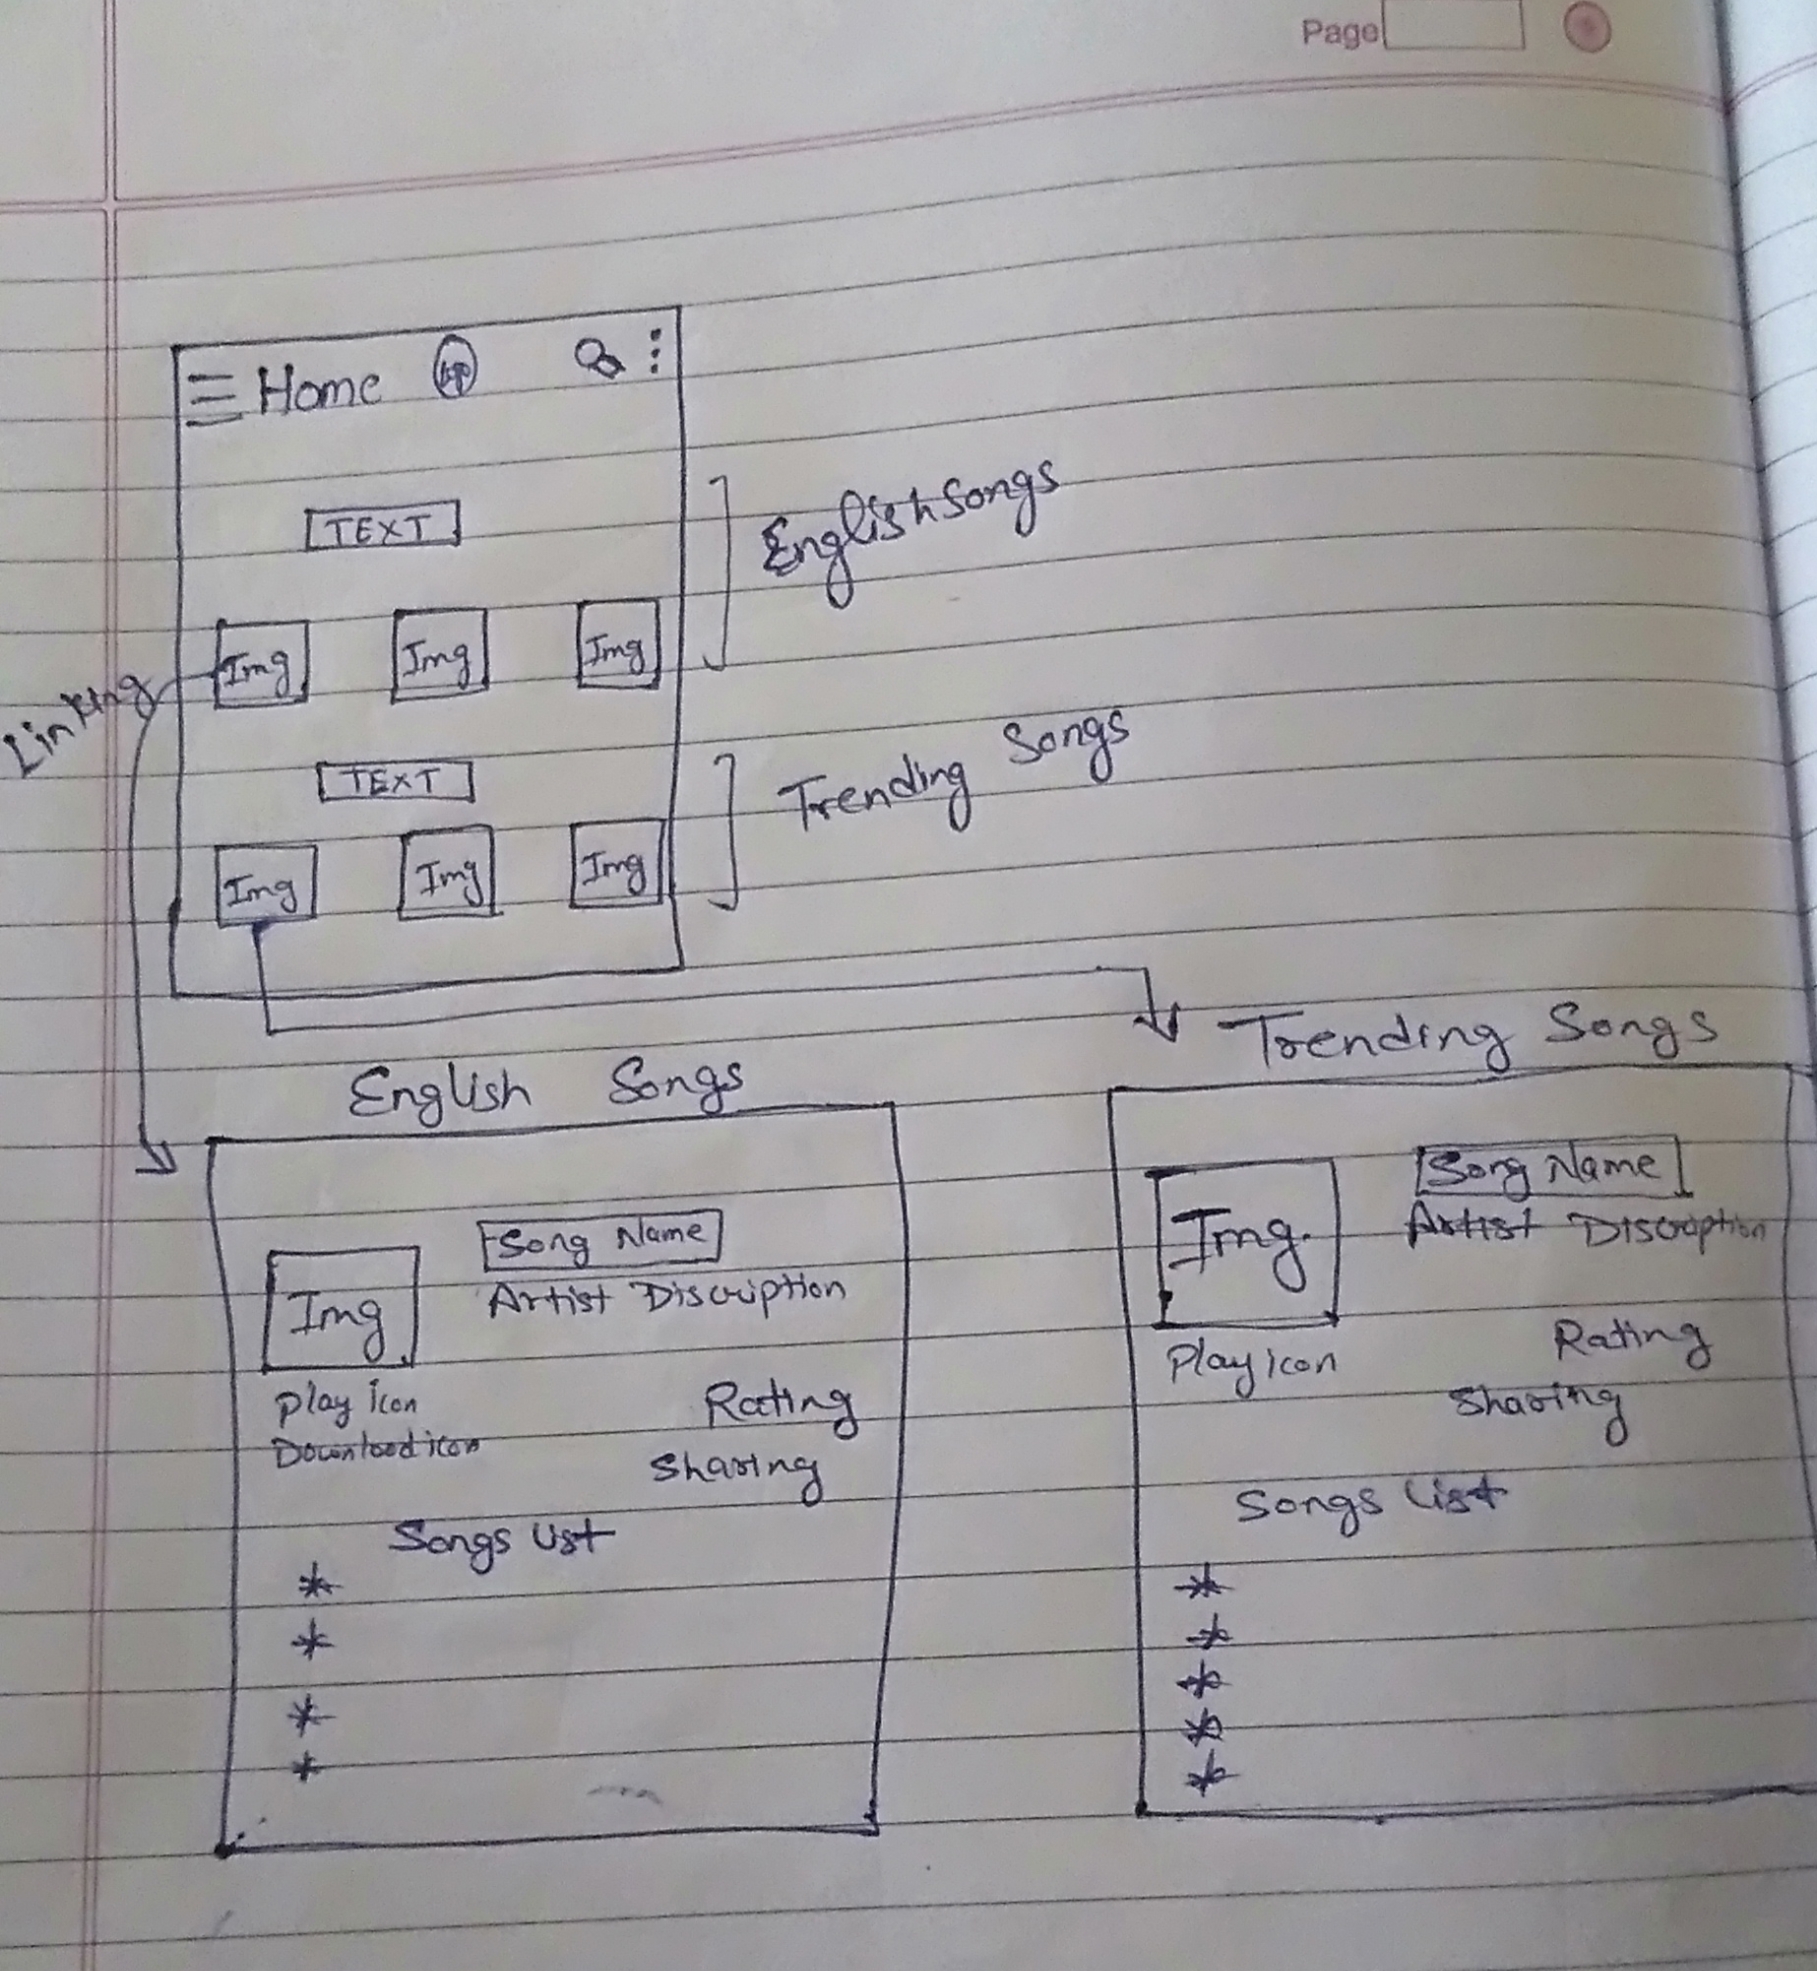 Page
Home
TEXT
English Songs
Img Img Img
Linking
TEXT
Trending Songs
Img Img Img
English Songs
Img
Song Name
Artist Discription
Play icon
Download icon
Rating
Sharing
Songs List
*
*
*
*
Trending Songs
Img.
Song Name
Artist Discription
Play icon
Rating
Sharing
Songs List
*
*
*
*
*